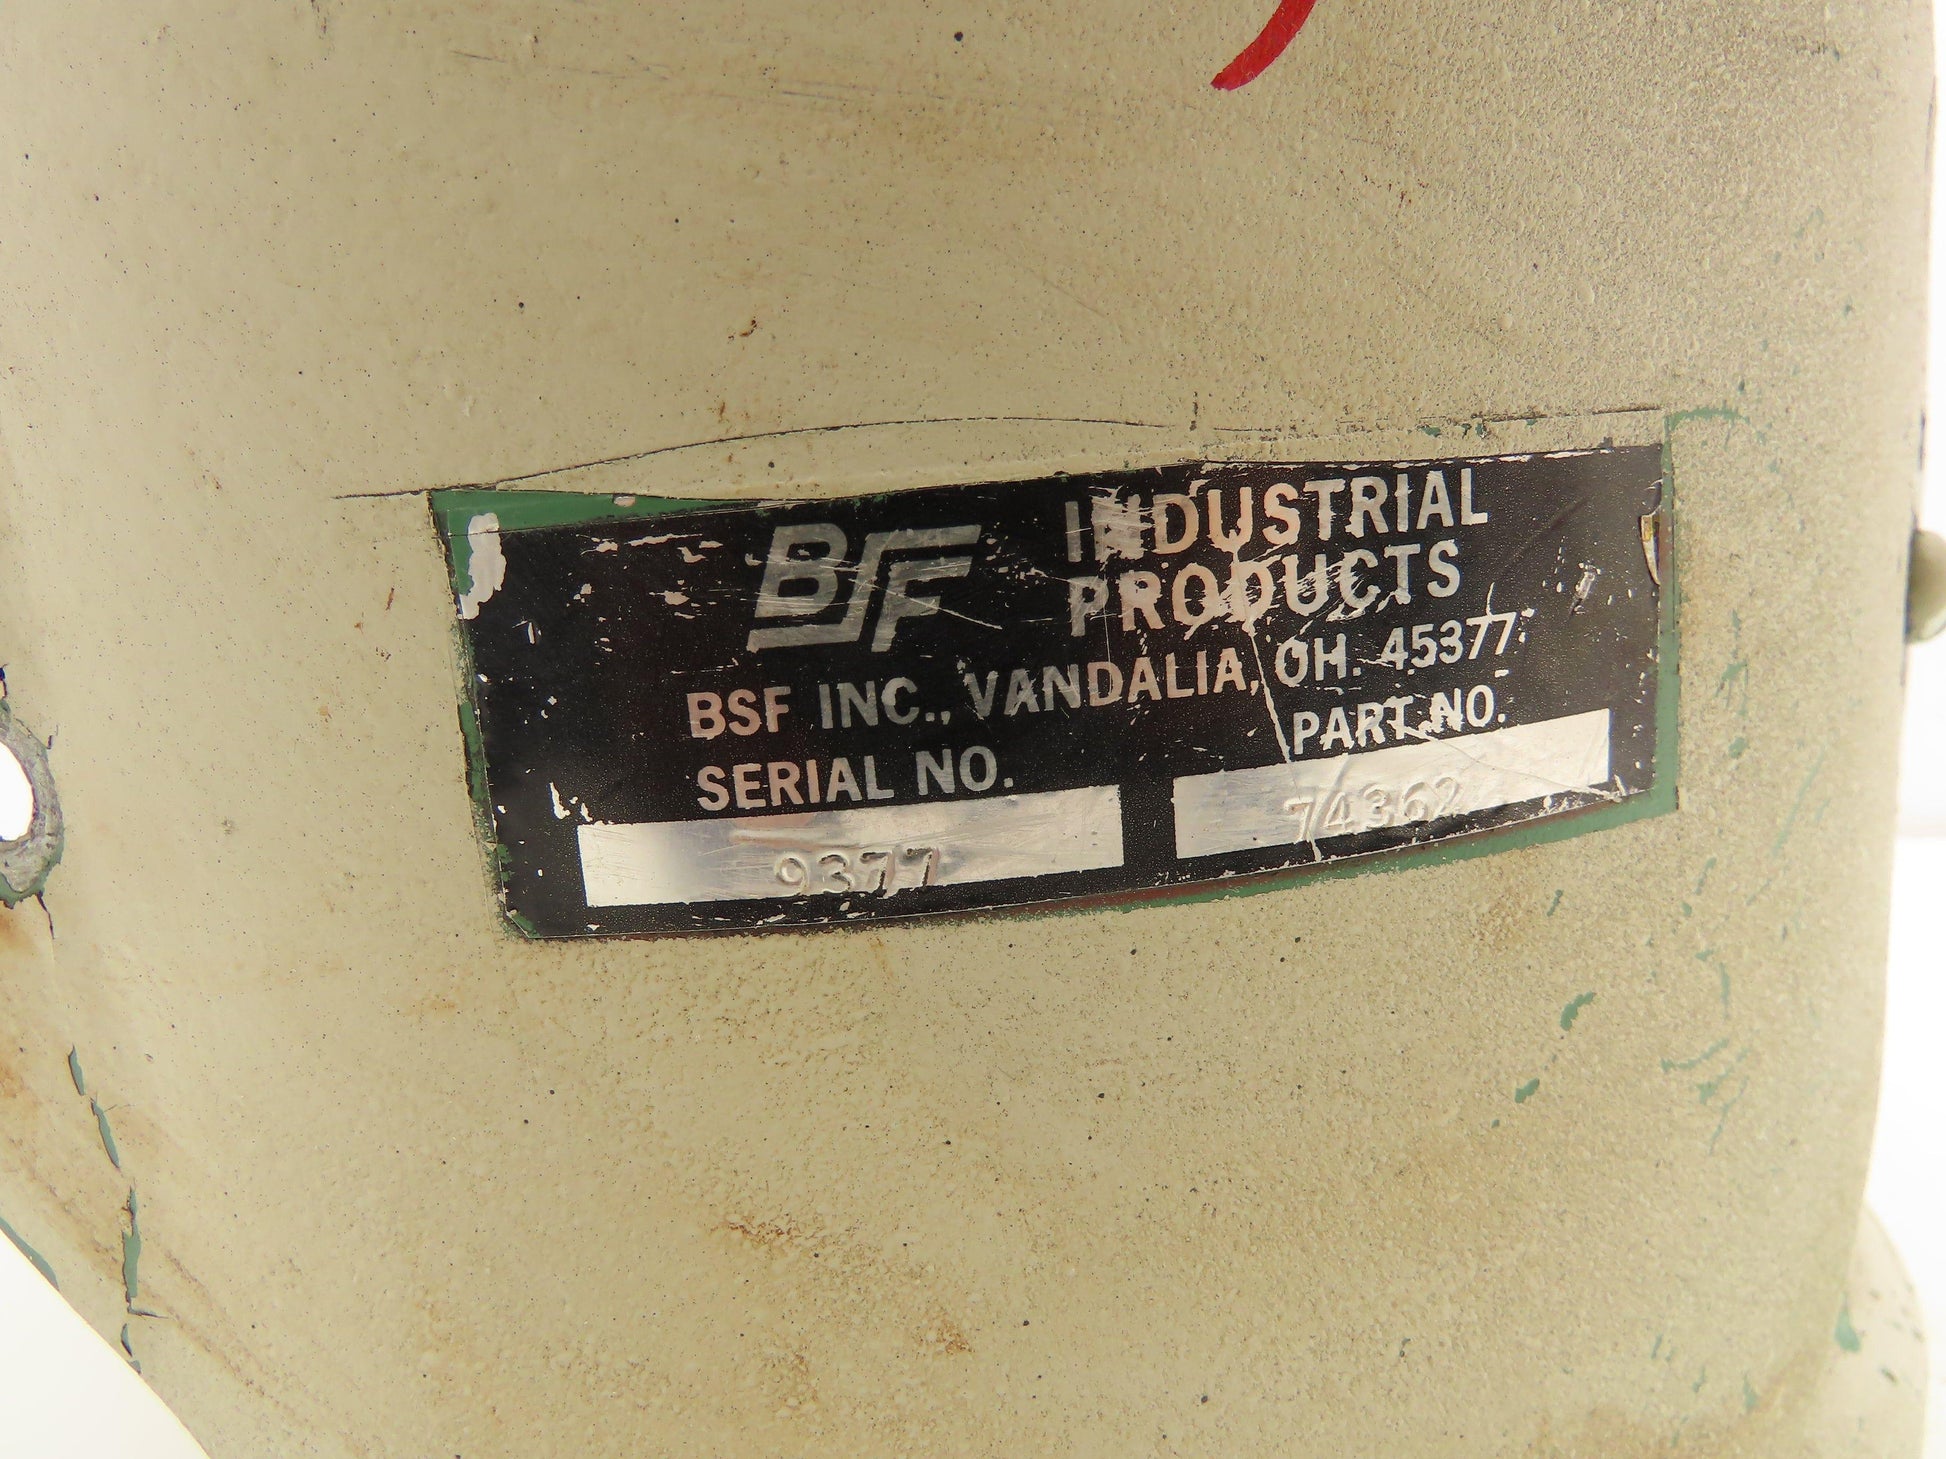 BSF INDUSTRIAL
PRODUCTS
BSF INC., VANDALIA, OH. 45377
SERIAL NO. PART NO.
9377 74362